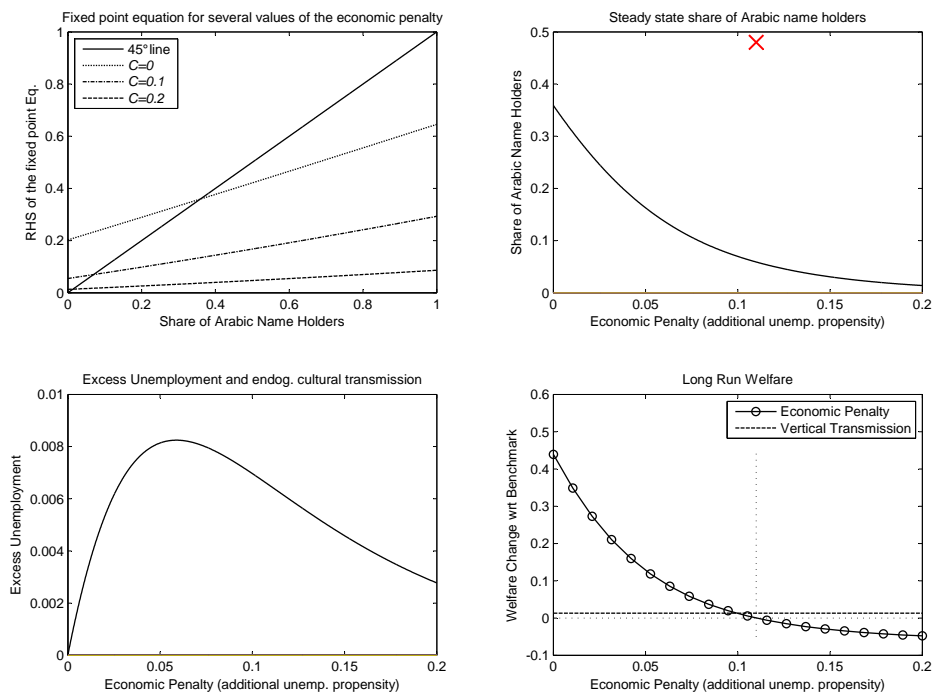 Fixed point equation for several values of the economic penalty
1
0.8
0.6
0.4
0.2
0
RHS of the fixed point Eq.
45° line
C=0
C=0.1
C=0.2
0
0.2
0.4
0.6
0.8
1
Share of Arabic Name Holders
Steady state share of Arabic name holders
0.5
0.4
0.3
0.2
0.1
0
Share of Arabic Name Holders
0
0.05
0.1
0.15
0.2
Economic Penalty (additional unemp. propensity)
Excess Unemployment and endog. cultural transmission
0.01
0.008
0.006
0.004
0.002
0
Excess Unemployment
0
0.05
0.1
0.15
0.2
Economic Penalty (additional unemp. propensity)
Long Run Welfare
0.6
0.5
0.4
0.3
0.2
0.1
0
-0.1
Welfare Change wrt Benchmark
Economic Penalty
Vertical Transmission
0
0.05
0.1
0.15
0.2
Economic Penalty (additional unemp. propensity)